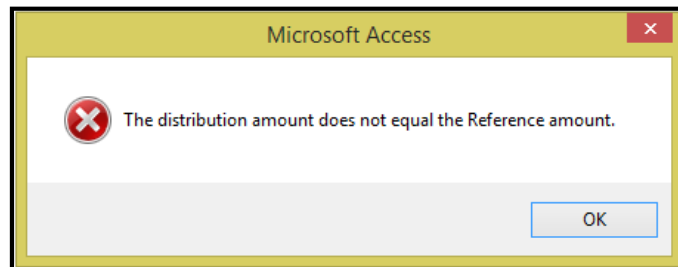 Microsoft Access
The distribution amount does not equal the Reference amount.
OK